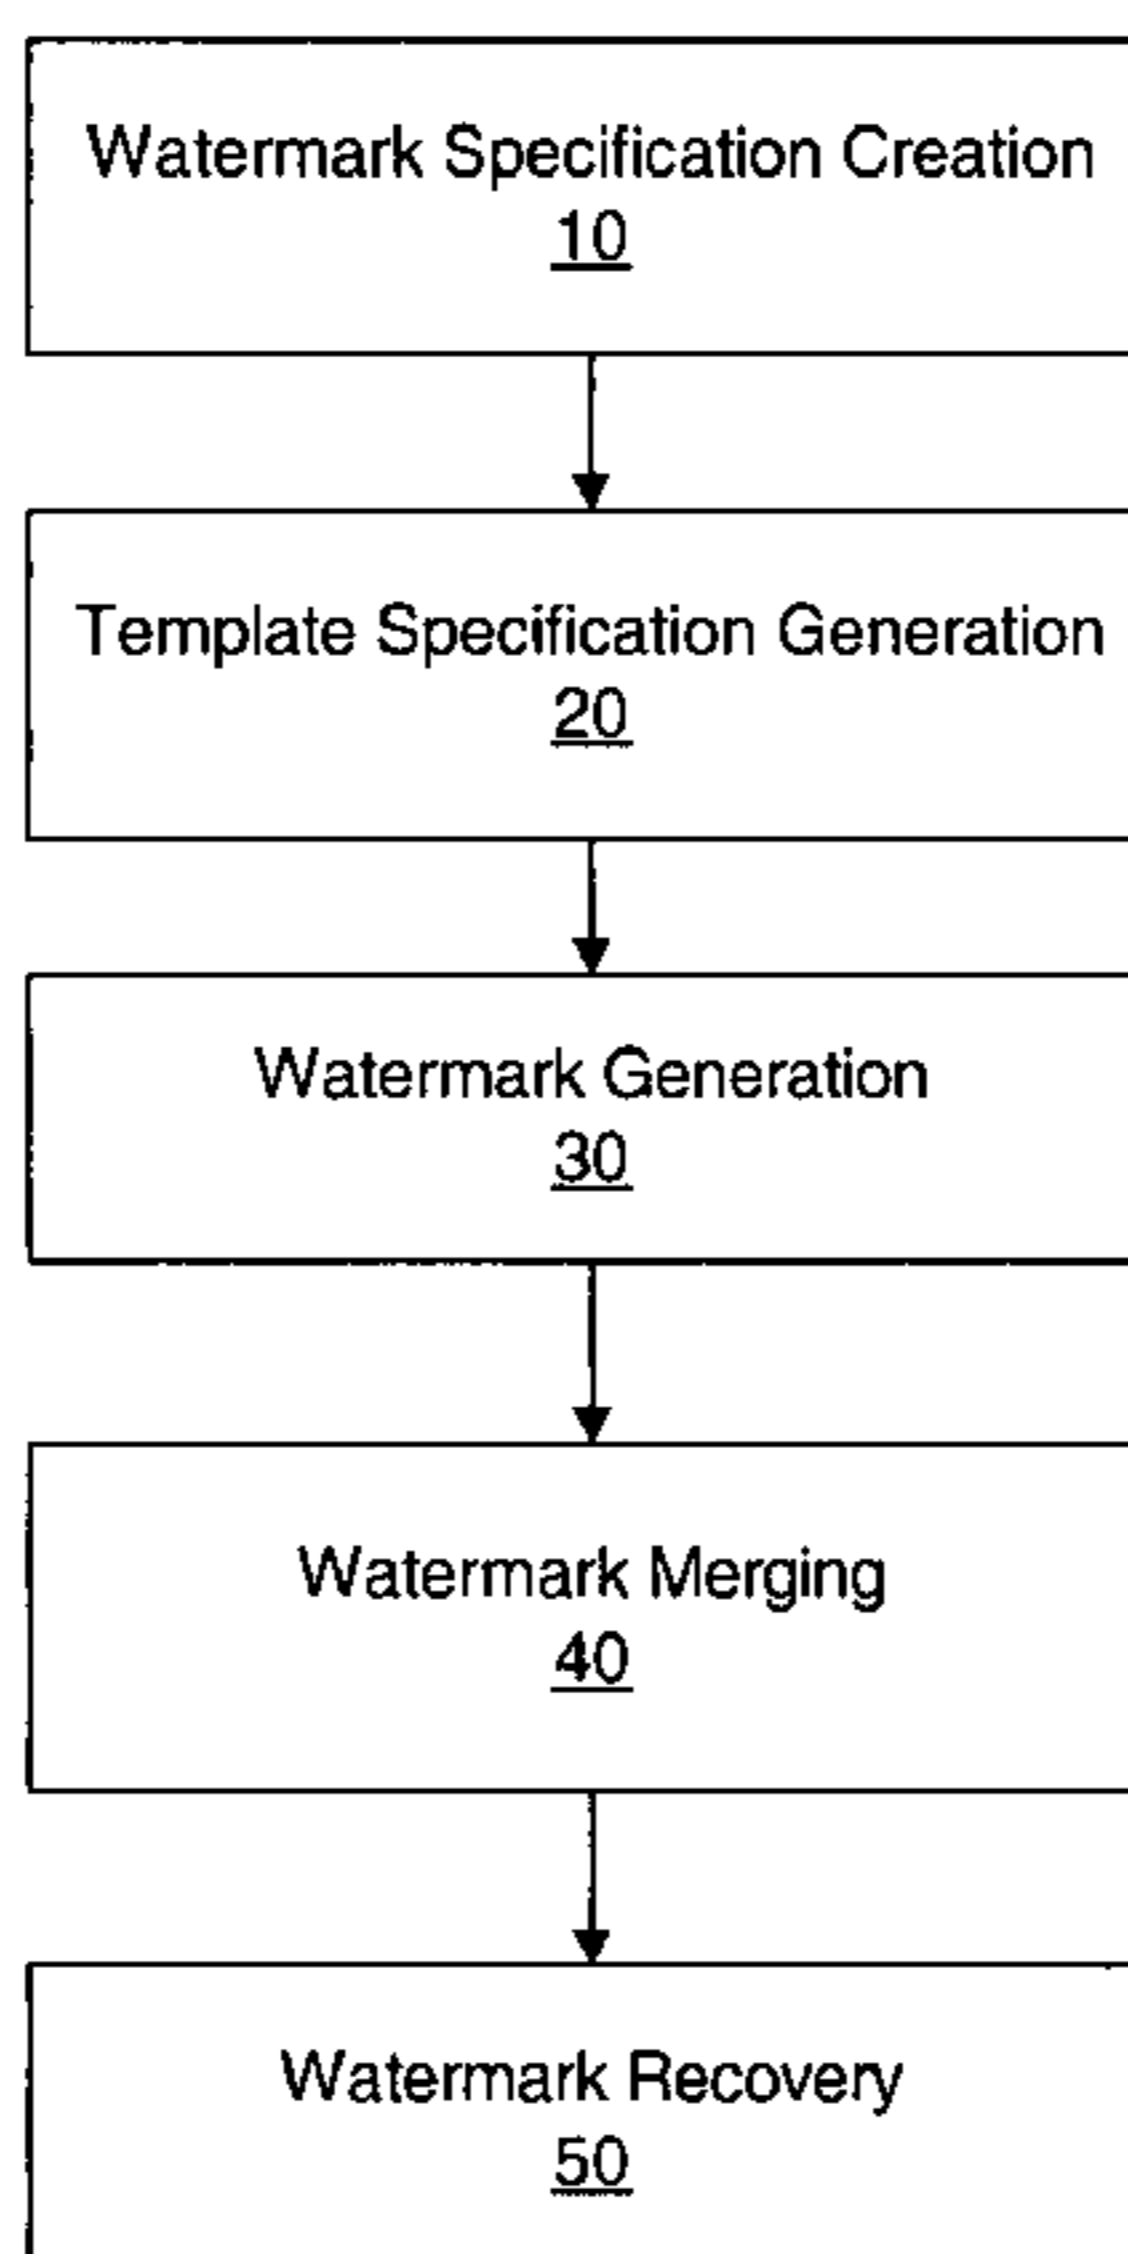 Watermark Specification Creation
10
Template Specification Generation
20
Watermark Generation
30
Watermark Merging
40
Watermark Recovery
50